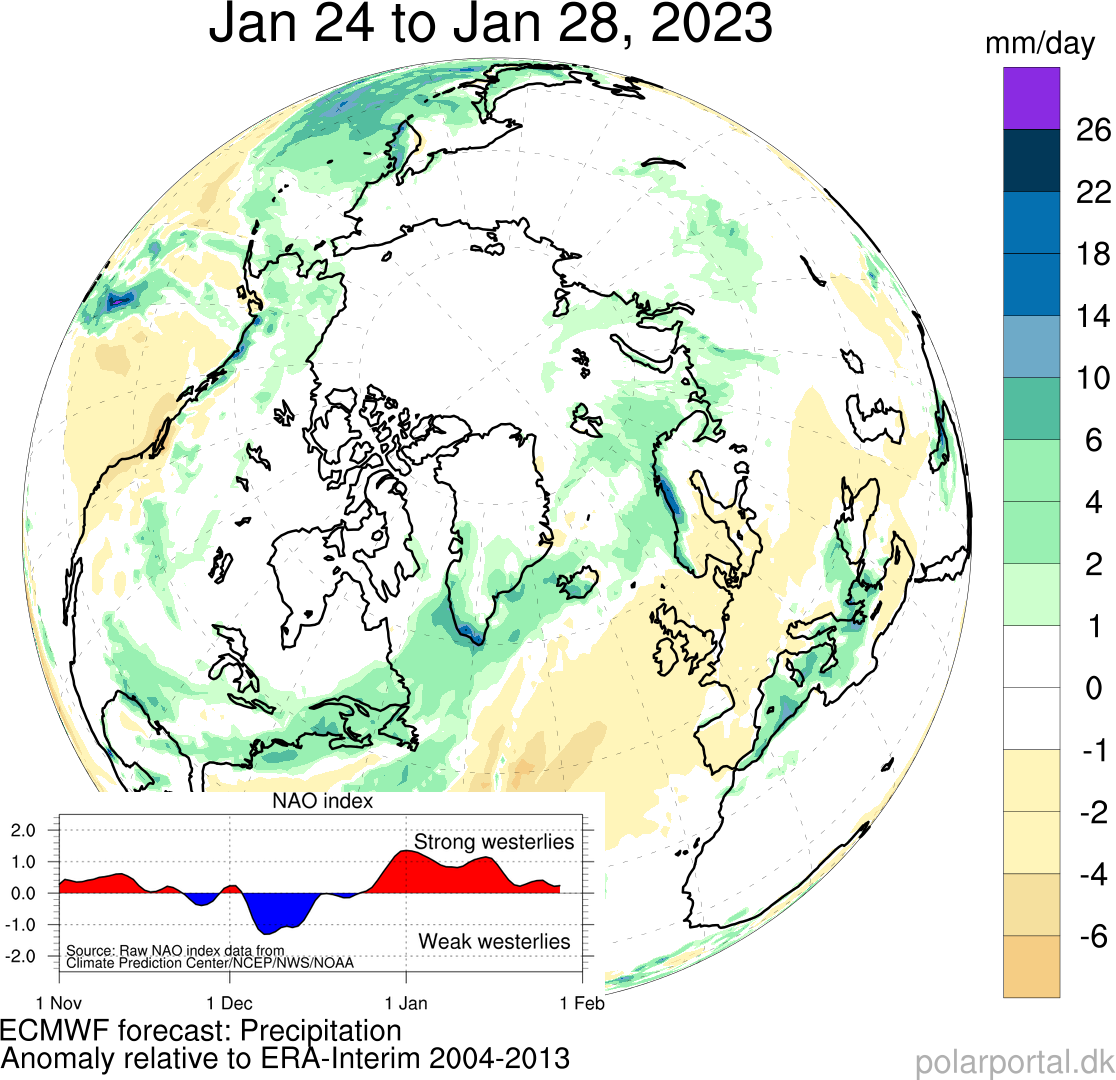 Jan 24 to Jan 28, 2023
mm/day
26
22
18
14
10
6
4
2
1
0
-1
-2
-4
-6
NAO index
2.0
1.0
0.0
-1.0
-2.0
Strong westerlies
Weak westerlies
Source: Raw NAO index data from
Climate Prediction Center/NCEP/NWS/NOAA
1 Nov
1 Dec
1 Jan
1 Feb
ECMWF forecast: Precipitation
Anomaly relative to ERA-Interim 2004-2013
polarportal.dk